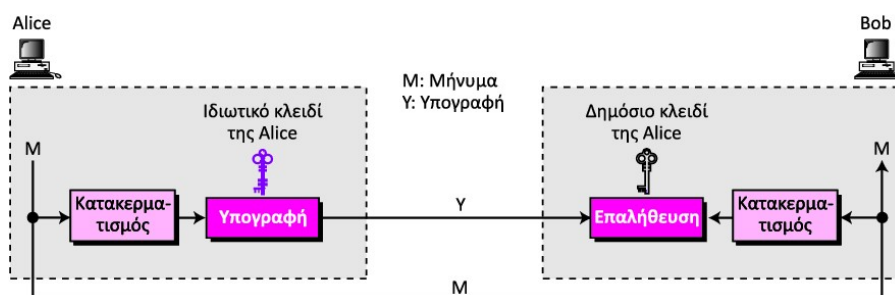 Alice
Bob
M: Μήνυμα
Y: Υπογραφή
Ιδιωτικό κλειδί
της Alice
Δημόσιο κλειδί
της Alice
M
M
Κατακερμα-
τισμός
Υπογραφή
Y
Επαλήθευση
Κατακερμα-
τισμός
M